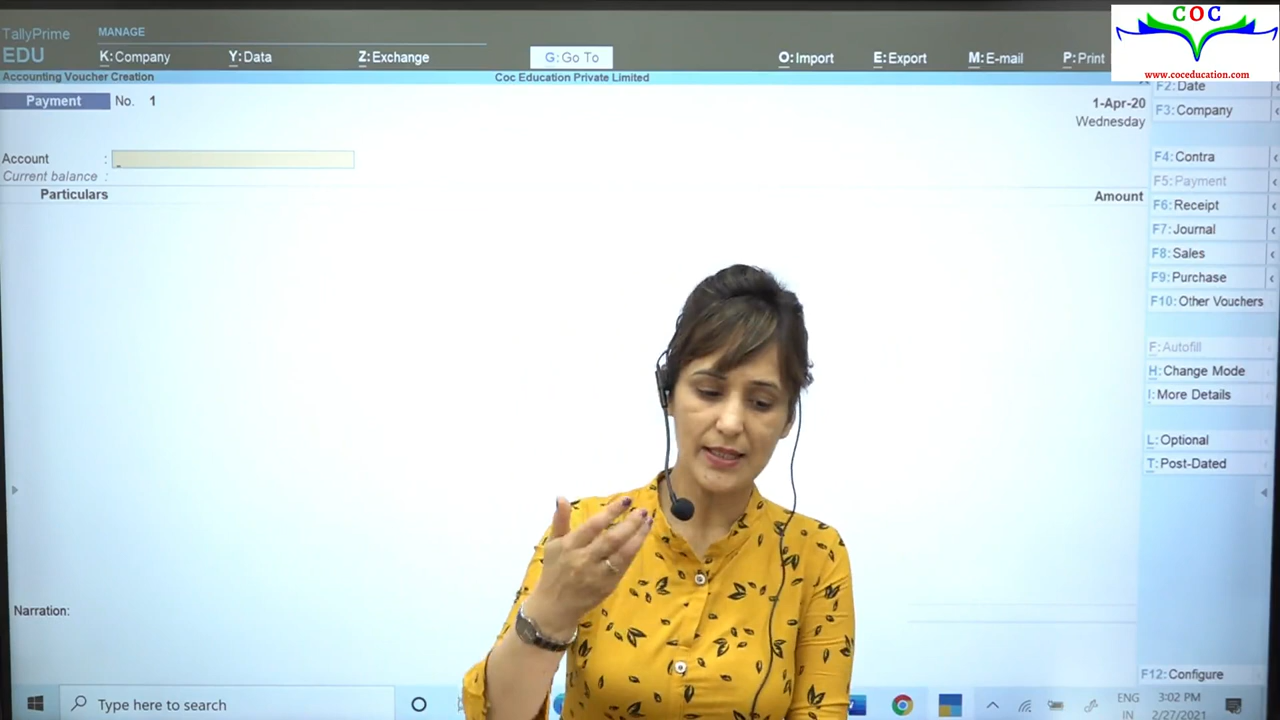 TallyPrime
EDU
MANAGE
K:Company
Y:Data
Z:Exchange
G:Go To
O:Import
E:Export
M:E-mail
P:Print
COC
www.coceducation.com
Accounting Voucher Creation
Coc Education Private Limited
Payment
No. 1
1-Apr-20
Wednesday
Account :
Current balance :
Particulars
Amount
Narration:
F2:Date
F3:Company
F4:Contra
F5:Payment
F6:Receipt
F7:Journal
F8:Sales
F9:Purchase
F10:Other Vouchers
F:Autofill
H:Change Mode
I:More Details
L:Optional
T:Post-Dated
F12:Configure
Type here to search
ENG
IN
3:02 PM
2/27/2021